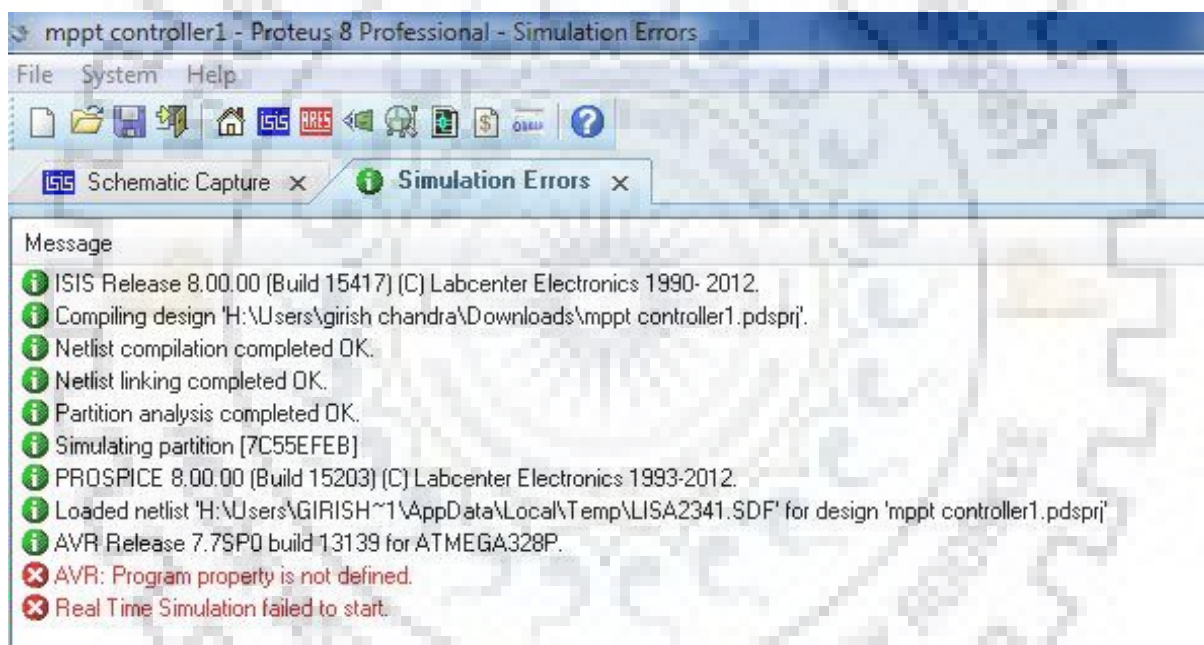 mppt controller1 - Proteus 8 Professional - Simulation Errors
File System Help
isis ARES
isis Schematic Capture x Simulation Errors x
Message
ISIS Release 8.00.00 (Build 15417) (C) Labcenter Electronics 1990- 2012.
Compiling design 'H:\Users\girish chandra\Downloads\mppt controller1.pdsprj'.
Netlist compilation completed OK.
Netlist linking completed OK.
Partition analysis completed OK.
Simulating partition [7C55EFEB]
PROSPICE 8.00.00 (Build 15203) (C) Labcenter Electronics 1993-2012.
Loaded netlist 'H:\Users\GIRISH~1\AppData\Local\Temp\LISA2341.SDF' for design 'mppt controller1.pdsprj'
AVR Release 7.7SP0 build 13139 for ATMEGA328P.
AVR: Program property is not defined.
Real Time Simulation failed to start.